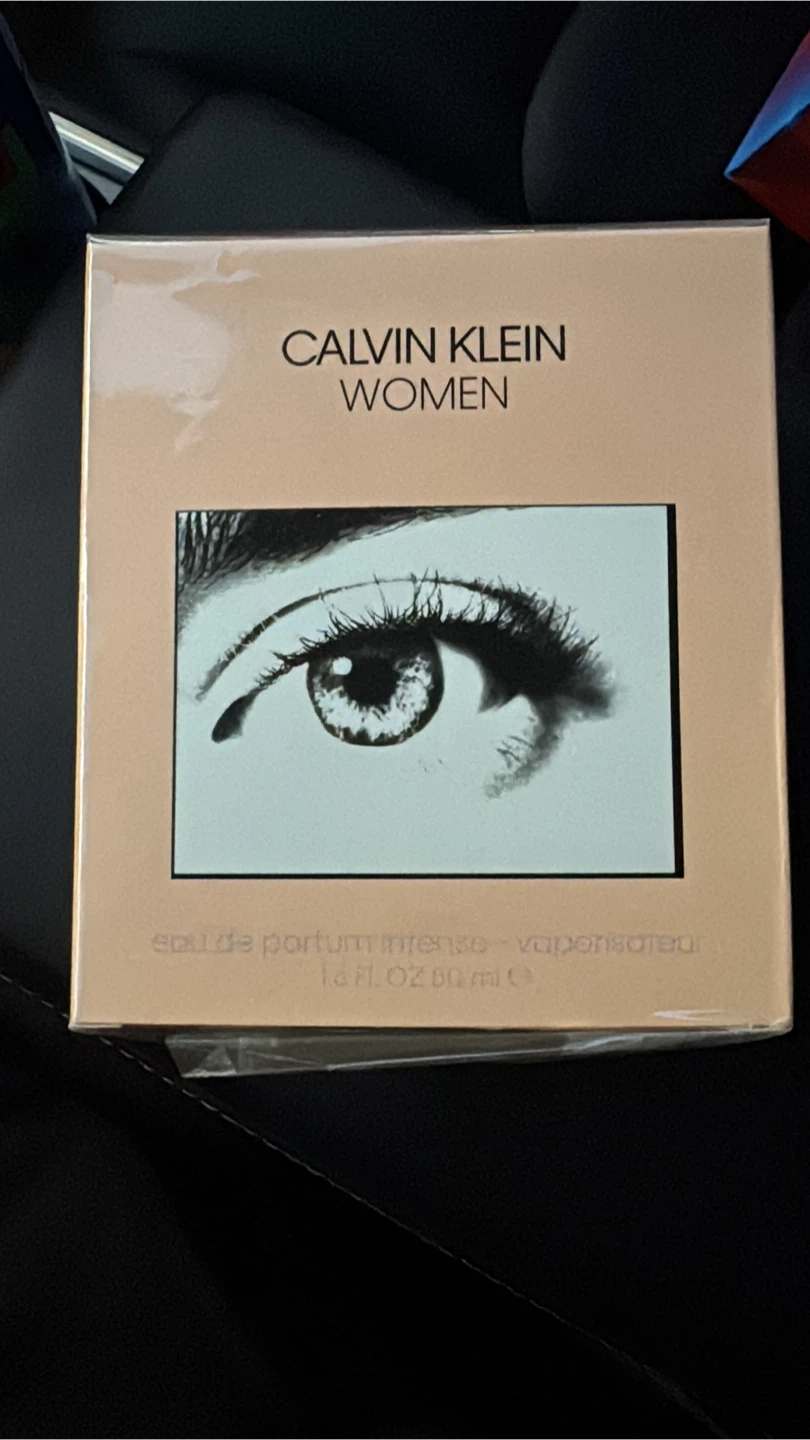 CALVIN KLEIN
WOMEN
eau de parfum intense - vaporisateur
1.6 FL. OZ 50 ml ℮